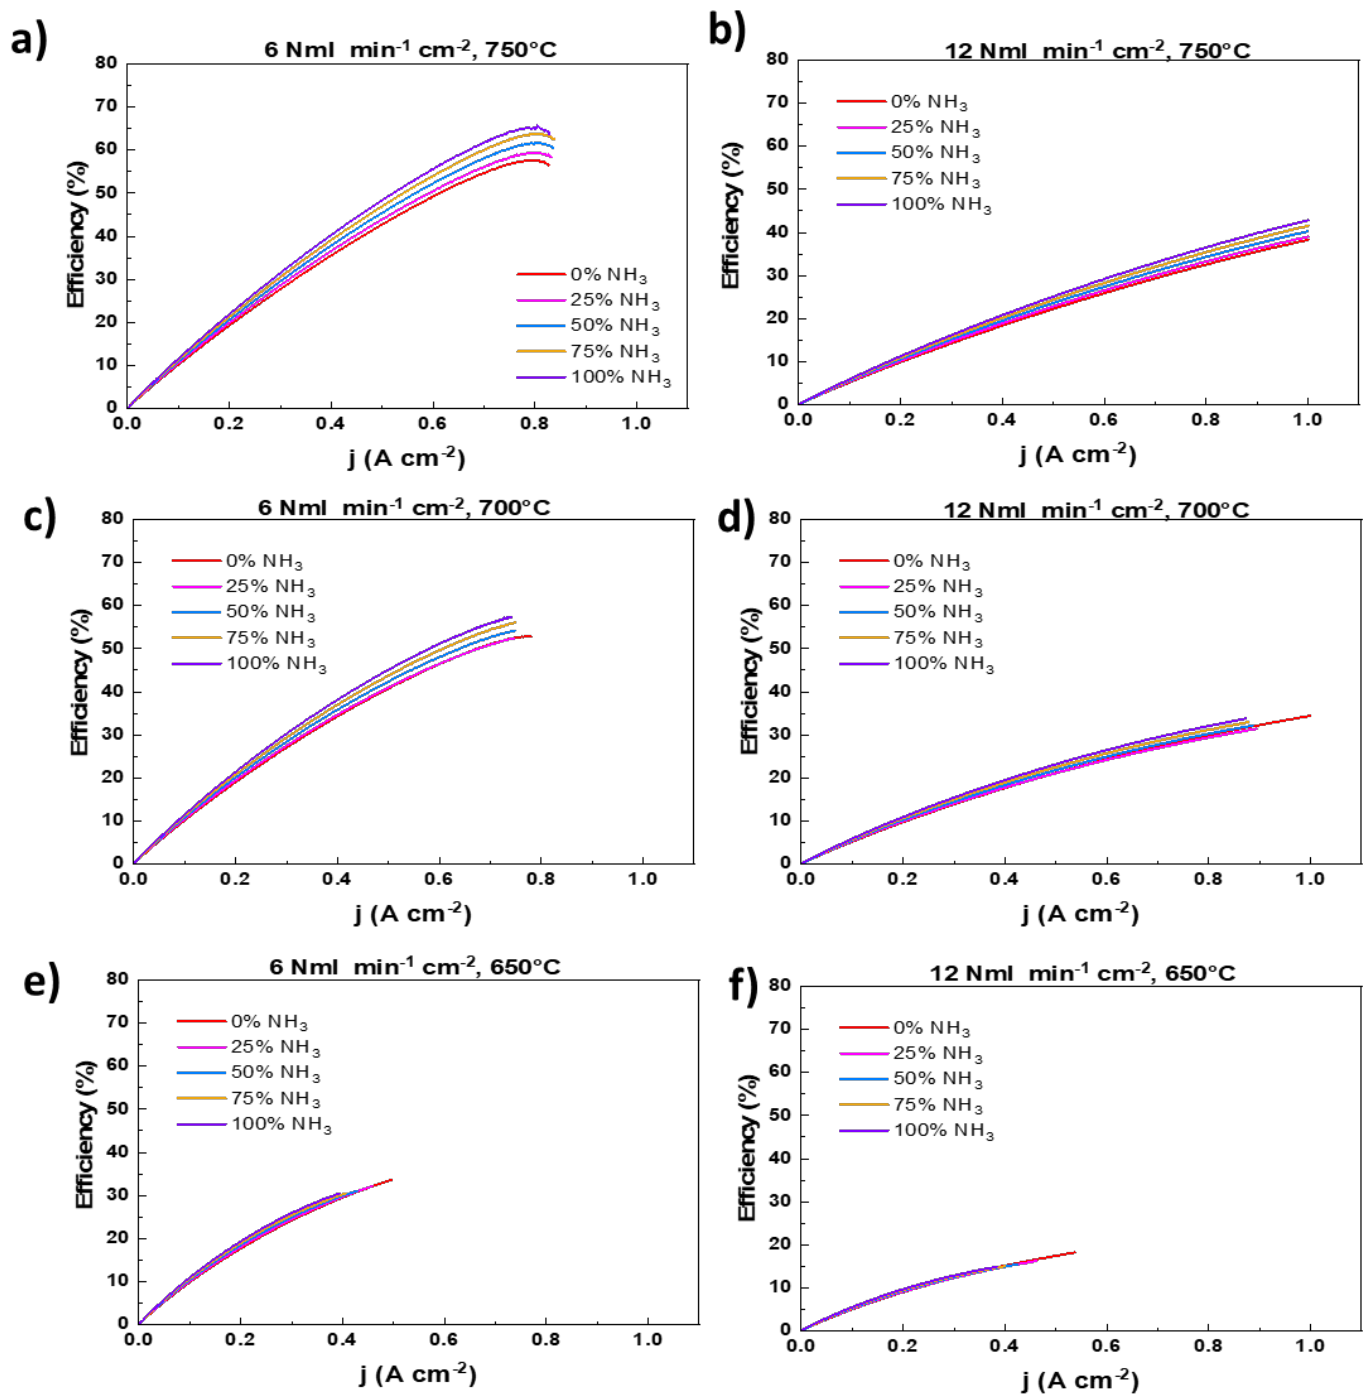 a)
6 Nml min⁻¹ cm⁻², 750°C
Efficiency (%)
80
70
60
50
40
30
20
10
0
0% NH₃
25% NH₃
50% NH₃
75% NH₃
100% NH₃
0.0 0.2 0.4 0.6 0.8 1.0
j (A cm⁻²)
b)
12 Nml min⁻¹ cm⁻², 750°C
Efficiency (%)
80
70
60
50
40
30
20
10
0
0% NH₃
25% NH₃
50% NH₃
75% NH₃
100% NH₃
0.0 0.2 0.4 0.6 0.8 1.0
j (A cm⁻²)
c)
6 Nml min⁻¹ cm⁻², 700°C
Efficiency (%)
80
70
60
50
40
30
20
10
0
0% NH₃
25% NH₃
50% NH₃
75% NH₃
100% NH₃
0.0 0.2 0.4 0.6 0.8 1.0
j (A cm⁻²)
d)
12 Nml min⁻¹ cm⁻², 700°C
Efficiency (%)
80
70
60
50
40
30
20
10
0
0% NH₃
25% NH₃
50% NH₃
75% NH₃
100% NH₃
0.0 0.2 0.4 0.6 0.8 1.0
j (A cm⁻²)
e)
6 Nml min⁻¹ cm⁻², 650°C
Efficiency (%)
80
70
60
50
40
30
20
10
0
0% NH₃
25% NH₃
50% NH₃
75% NH₃
100% NH₃
0.0 0.2 0.4 0.6 0.8 1.0
j (A cm⁻²)
f)
12 Nml min⁻¹ cm⁻², 650°C
Efficiency (%)
80
70
60
50
40
30
20
10
0
0% NH₃
25% NH₃
50% NH₃
75% NH₃
100% NH₃
0.0 0.2 0.4 0.6 0.8 1.0
j (A cm⁻²)